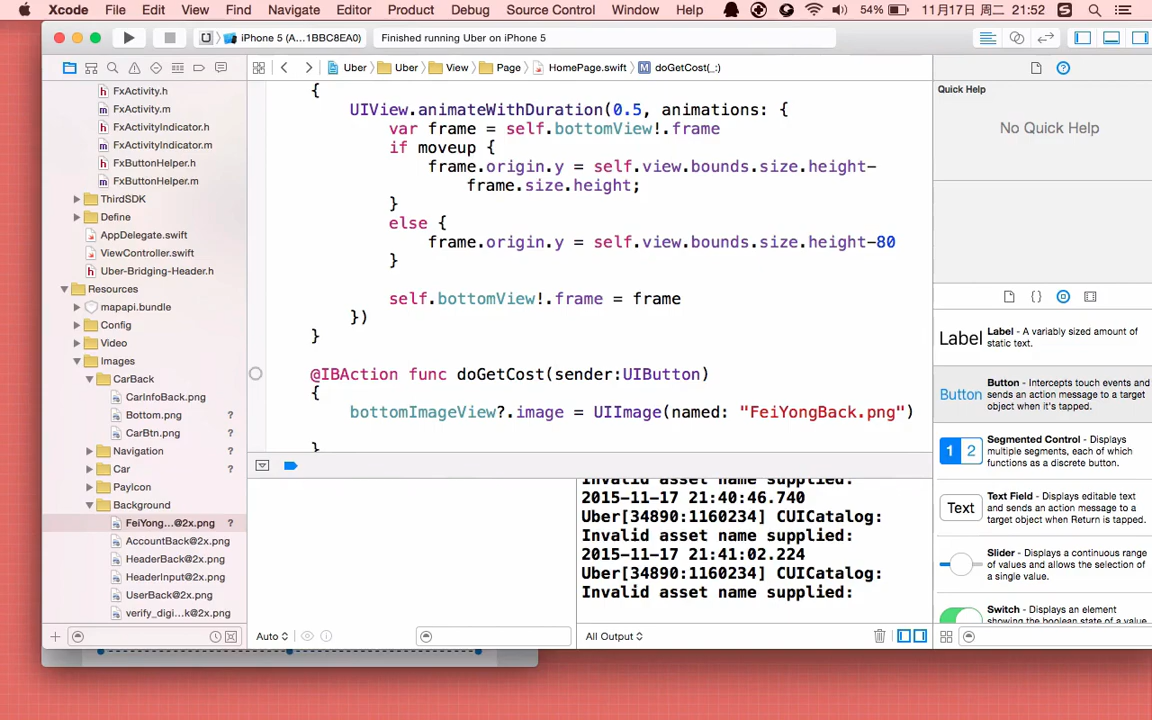 Xcode File Edit View Find Navigate Editor Product Debug Source Control Window Help 54% 11月17日 周二 21:52
iPhone 5 (A...1BBC8EA0) Finished running Uber on iPhone 5
Uber Uber View Page HomePage.swift M doGetCost(_:)
FxActivity.h
FxActivity.m
FxActivityIndicator.h
FxActivityIndicator.m
FxButtonHelper.h
FxButtonHelper.m
ThirdSDK
Define
AppDelegate.swift
ViewController.swift
Uber-Bridging-Header.h
Resources
mapapi.bundle
Config
Video
Images
CarBack
CarInfoBack.png
Bottom.png ?
CarBtn.png ?
Navigation ?
Car ?
PayIcon
Background
FeiYong...@2x.png ?
AccountBack@2x.png
HeaderBack@2x.png
HeaderInput@2x.png
UserBack@2x.png
verify_digi...k@2x.png
{
UIView.animateWithDuration(0.5, animations: {
var frame = self.bottomView!.frame
if moveup {
frame.origin.y = self.view.bounds.size.height-
frame.size.height;
}
else {
frame.origin.y = self.view.bounds.size.height-80
}
self.bottomView!.frame = frame
})
}
@IBAction func doGetCost(sender:UIButton)
{
bottomImageView?.image = UIImage(named: "FeiYongBack.png")
}
Invalid asset name supplied:
2015-11-17 21:40:46.740
Uber[34890:1160234] CUICatalog:
Invalid asset name supplied:
2015-11-17 21:41:02.224
Uber[34890:1160234] CUICatalog:
Invalid asset name supplied:
Auto
All Output
Quick Help
No Quick Help
Label Label - A variably sized amount of
static text.
Button Button - Intercepts touch events and
sends an action message to a target
object when it's tapped.
1 2 Segmented Control - Displays
multiple segments, each of which
functions as a discrete button.
Text Text Field - Displays editable text
and sends an action message to a
target object when Return is tapped.
Slider - Displays a continuous range
of values and allows the selection of
a single value.
Switch - Displays an element
showing the boolean state of a value